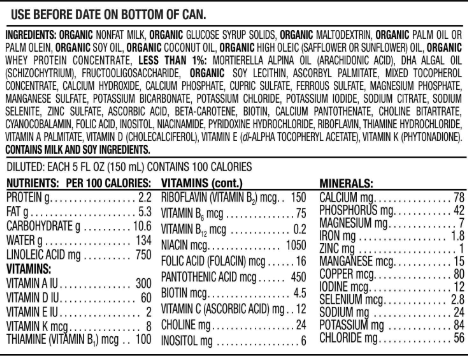 USE BEFORE DATE ON BOTTOM OF CAN.
INGREDIENTS: ORGANIC NONFAT MILK, ORGANIC GLUCOSE SYRUP SOLIDS, ORGANIC MALTODEXTRIN, ORGANIC PALM OIL OR
PALM OLEIN, ORGANIC SOY OIL, ORGANIC COCONUT OIL, ORGANIC HIGH OLEIC (SAFFLOWER OR SUNFLOWER) OIL, ORGANIC
WHEY PROTEIN CONCENTRATE, LESS THAN 1%: MORTIERELLA ALPINA OIL (ARACHIDONIC ACID), DHA ALGAL OIL
(SCHIZOCHYTRIUM), FRUCTOOLIGOSACCHARIDE, ORGANIC SOY LECITHIN, ASCORBYL PALMITATE, MIXED TOCOPHEROL
CONCENTRATE, CALCIUM HYDROXIDE, CALCIUM PHOSPHATE, CUPRIC SULFATE, FERROUS SULFATE, MAGNESIUM PHOSPHATE,
MANGANESE SULFATE, POTASSIUM BICARBONATE, POTASSIUM CHLORIDE, POTASSIUM IODIDE, SODIUM CITRATE, SODIUM
SELENITE, ZINC SULFATE, ASCORBIC ACID, BETA-CAROTENE, BIOTIN, CALCIUM PANTOTHENATE, CHOLINE BITARTRATE,
CYANOCOBALAMIN, FOLIC ACID, INOSITOL, NIACINAMIDE, PYRIDOXINE HYDROCHLORIDE, RIBOFLAVIN, THIAMINE HYDROCHLORIDE,
VITAMIN A PALMITATE, VITAMIN D (CHOLECALCIFEROL), VITAMIN E (dl-ALPHA TOCOPHERYL ACETATE), VITAMIN K (PHYTONADIONE).
CONTAINS MILK AND SOY INGREDIENTS.
DILUTED: EACH 5 FL OZ (150 mL) CONTAINS 100 CALORIES
NUTRIENTS: PER 100 CALORIES:
PROTEIN g.................. 2.2
FAT g....................... 5.3
CARBOHYDRATE g .......... 10.6
WATER g .................. 134
LINOLEIC ACID mg .......... 750
VITAMINS:
VITAMIN A IU ............... 300
VITAMIN D IU................ 60
VITAMIN E IU ................ 2
VITAMIN K mcg............... 8
THIAMINE (VITAMIN B1) mcg .. 100
VITAMINS (cont.)
RIBOFLAVIN (VITAMIN B2) mcg.. 150
VITAMIN B6 mcg ............ 75
VITAMIN B12 mcg ........... 0.2
NIACIN mcg............... 1050
FOLIC ACID (FOLACIN) mcg ..... 16
PANTOTHENIC ACID mcg ...... 450
BIOTIN mcg................ 4.5
VITAMIN C (ASCORBIC ACID) mg .. 12
CHOLINE mg................. 24
INOSITOL mg ................ 6
MINERALS:
CALCIUM mg................. 78
PHOSPHORUS mg............ 42
MAGNESIUM mg............... 7
IRON mg ................... 1.8
ZINC mg .................... 1
MANGANESE mcg............ 15
COPPER mcg................ 80
IODINE mcg................. 12
SELENIUM mcg.............. 2.8
SODIUM mg ................ 24
POTASSIUM mg ............. 84
CHLORIDE mg................ 56